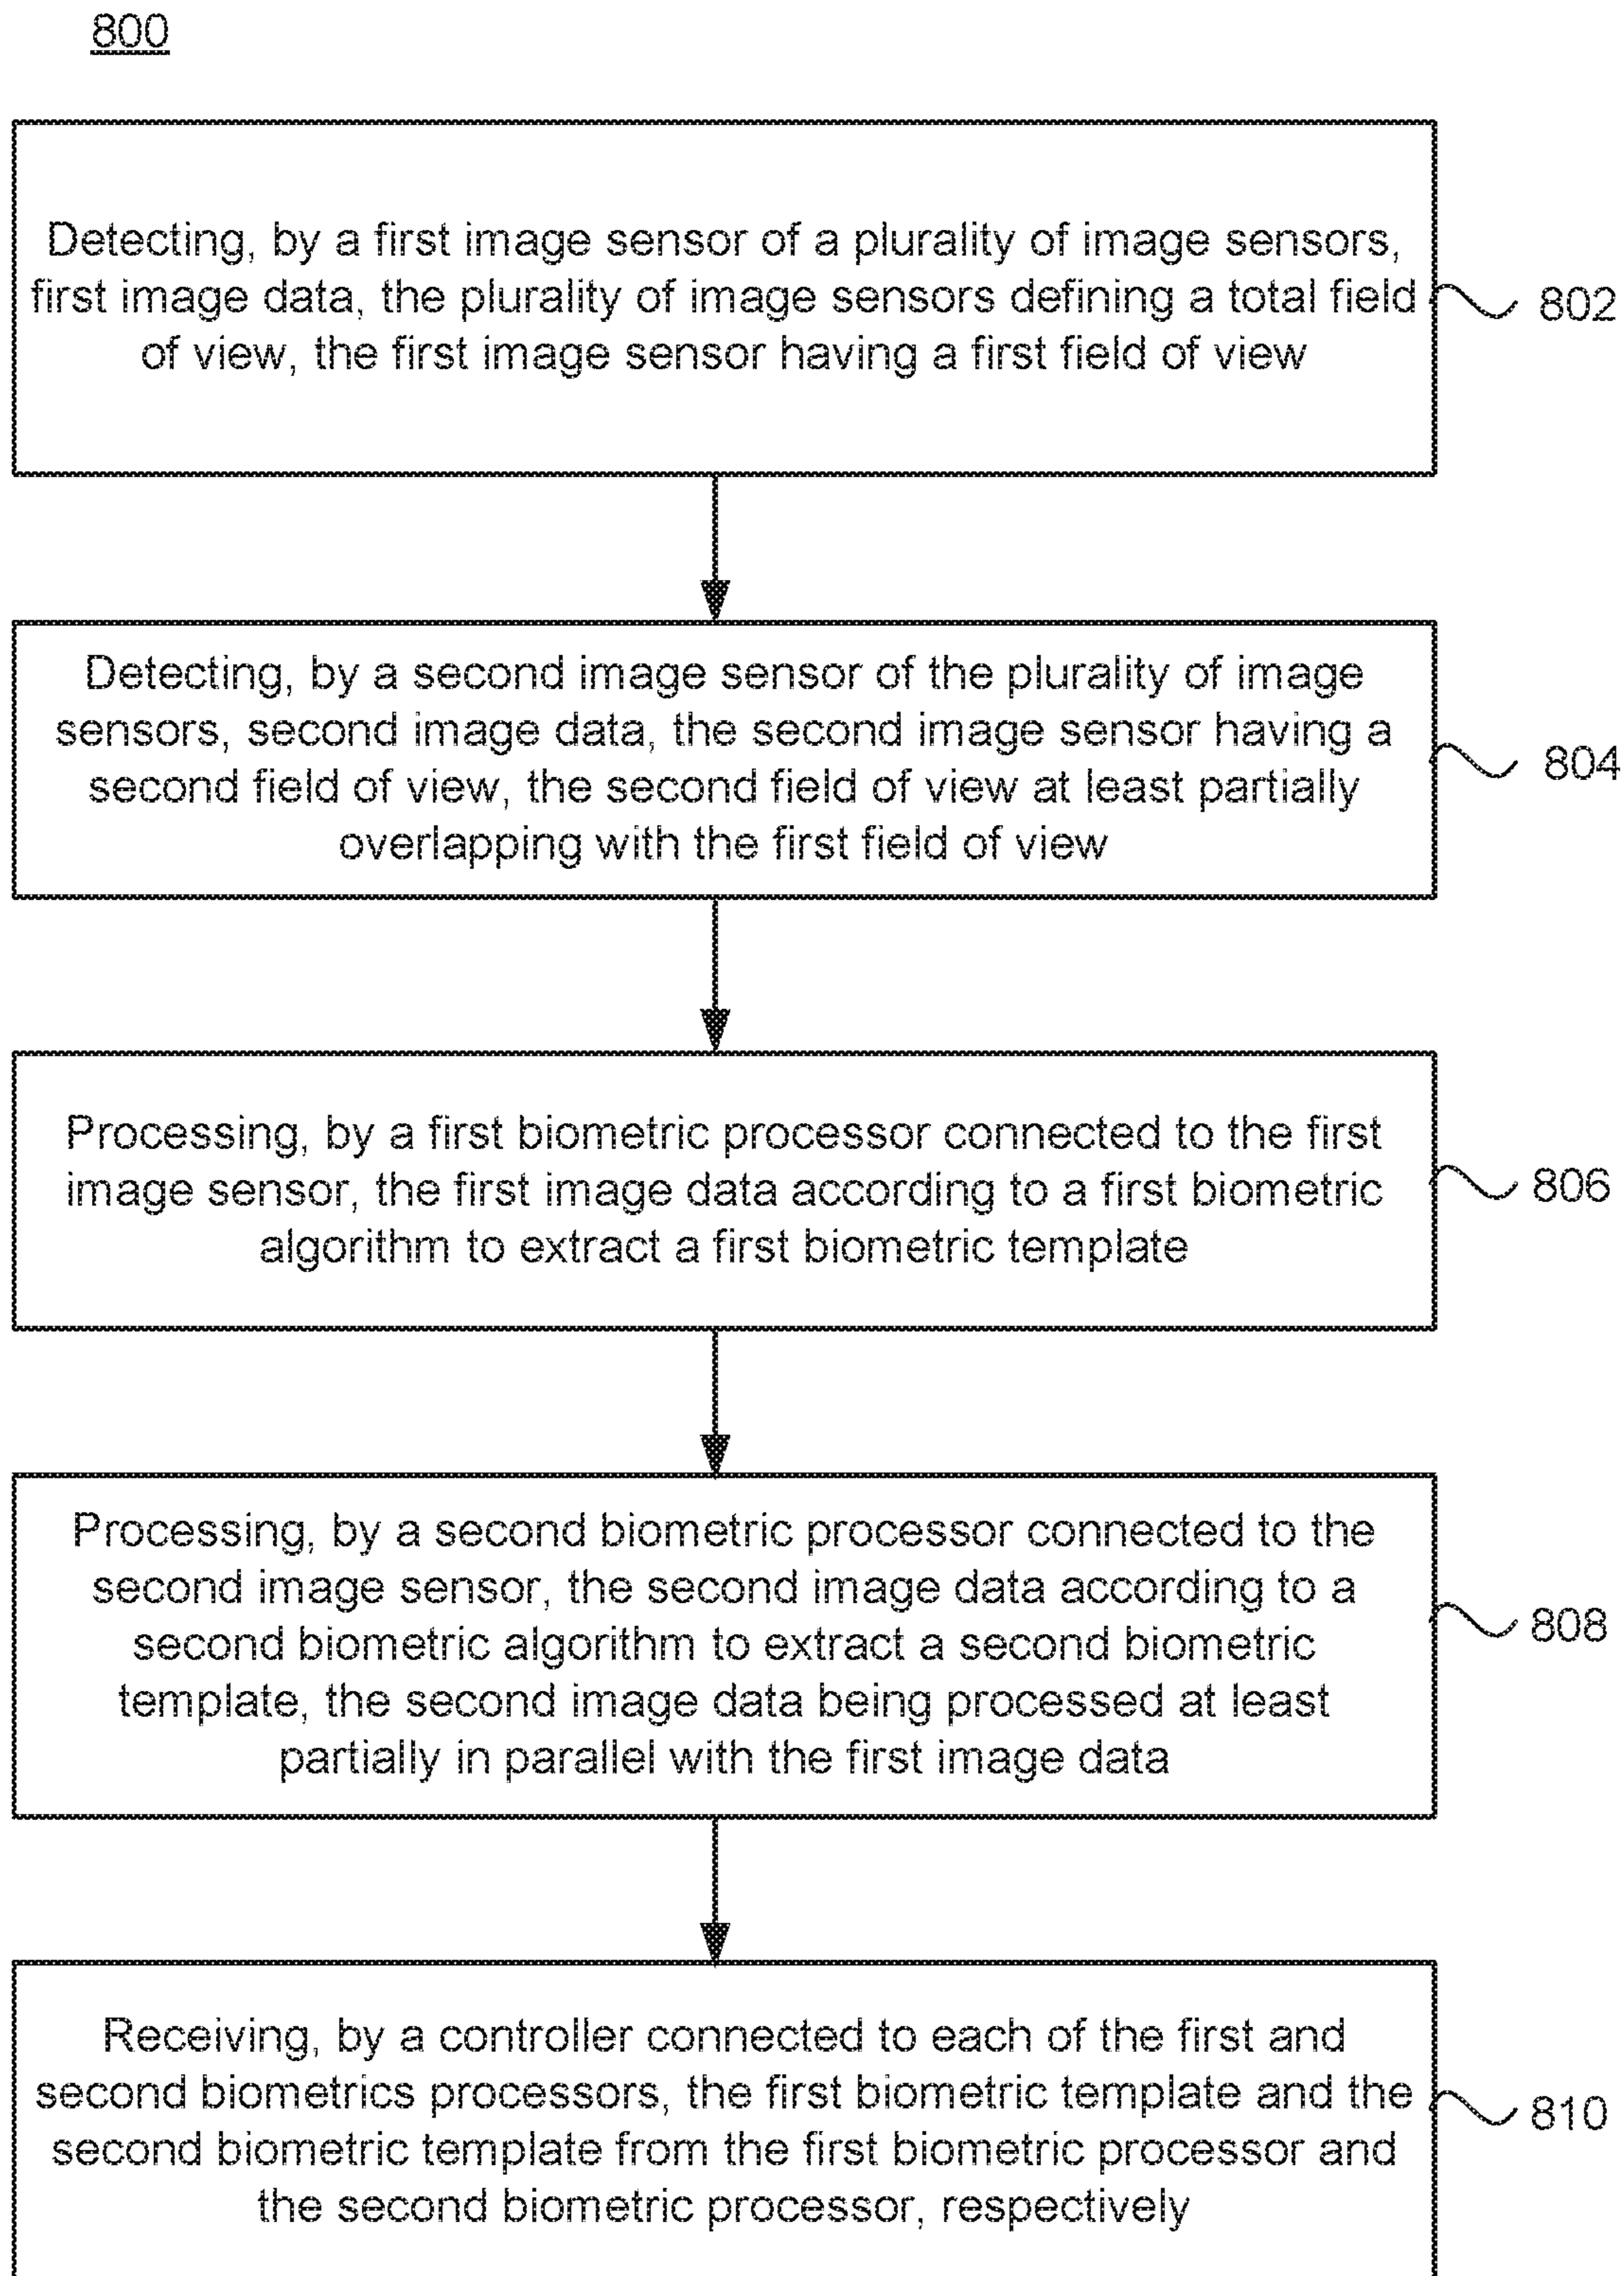 800
Detecting, by a first image sensor of a plurality of image sensors,
first image data, the plurality of image sensors defining a total field
of view, the first image sensor having a first field of view
802
Detecting, by a second image sensor of the plurality of image
sensors, second image data, the second image sensor having a
second field of view, the second field of view at least partially
overlapping with the first field of view
804
Processing, by a first biometric processor connected to the first
image sensor, the first image data according to a first biometric
algorithm to extract a first biometric template
806
Processing, by a second biometric processor connected to the
second image sensor, the second image data according to a
second biometric algorithm to extract a second biometric
template, the second image data being processed at least
partially in parallel with the first image data
808
Receiving, by a controller connected to each of the first and
second biometrics processors, the first biometric template and the
second biometric template from the first biometric processor and
the second biometric processor, respectively
810